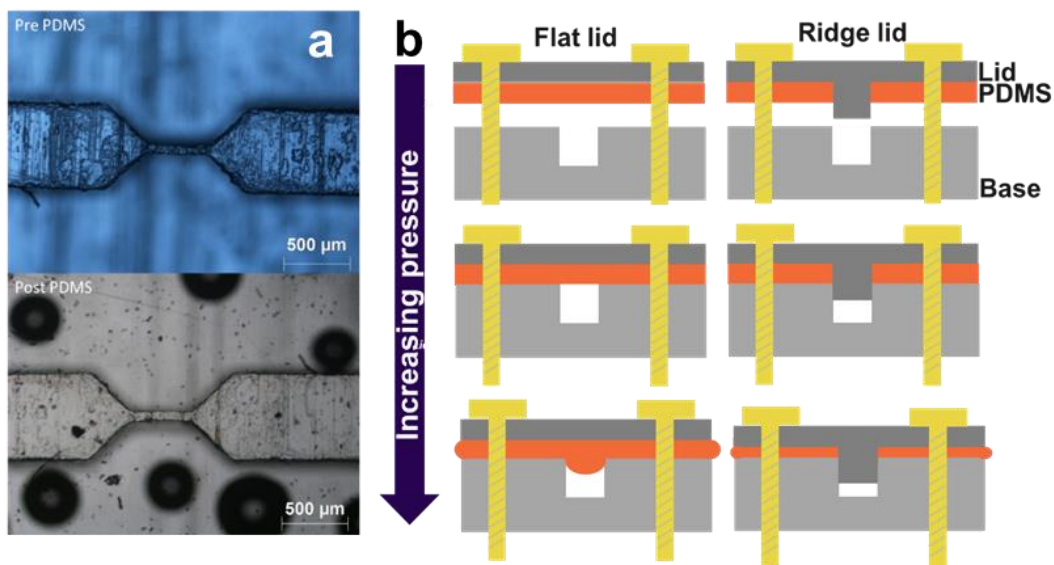 Pre PDMS
a
500 µm
Post PDMS
500 µm
b
Increasing pressure
Flat lid
Ridge lid
Lid
PDMS
Base